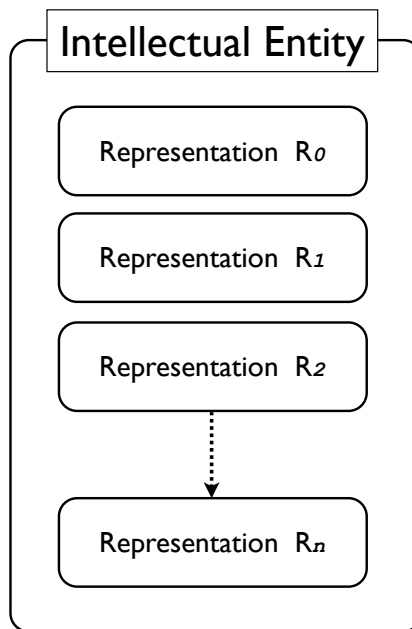 Intellectual Entity
Representation R0
Representation R1
Representation R2
Representation Rn